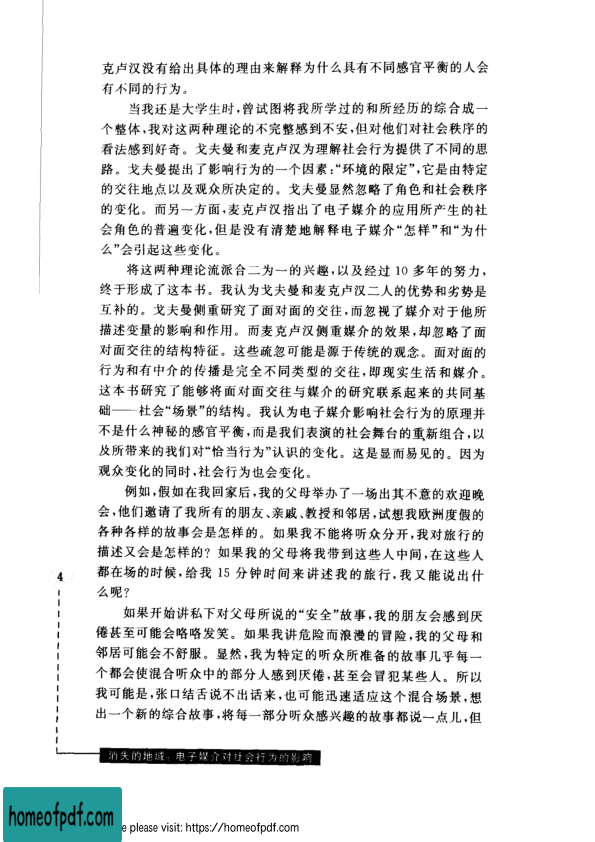 克卢汉没有给出具体的理由来解释为什么具有不同感官平衡的人会
有不同的行为。
当我还是大学生时,曾试图将我所学过的和所经历的综合成一
个整体,我对这两种理论的不完整感到不安,但对他们对社会秩序的
看法感到好奇。戈夫曼和麦克卢汉为理解社会行为提供了不同的思
路。戈夫曼提出了影响行为的一个因素:“环境的限定”,它是由特定
的交往地点以及观众所决定的。戈夫曼显然忽略了角色和社会秩序
的变化。而另一方面,麦克卢汉指出了电子媒介的应用所产生的社
会角色的普遍变化,但是没有清楚地解释电子媒介“怎样”和“为什
么”会引起这些变化。
将这两种理论流派合二为一的兴趣,以及经过 10 多年的努力,
终于形成了这本书。我认为戈夫曼和麦克卢汉二人的优势和劣势是
互补的。戈夫曼侧重研究了面对面的交往,而忽视了媒介对于他所
描述变量的影响和作用。而麦克卢汉侧重媒介的效果,却忽略了面
对面交往的结构特征。这些疏忽可能是源于传统的观念。面对面的
行为和有中介的传播是完全不同类型的交往,即现实生活和媒介。
这本书研究了能够将面对面交往与媒介的研究联系起来的共同基
础——社会“场景”的结构。我认为电子媒介影响社会行为的原理并
不是什么神秘的感官平衡,而是我们表演的社会舞台的重新组合,以
及所带来的我们对“恰当行为”认识的变化。这是显而易见的。因为
观众变化的同时,社会行为也会变化。
例如,假如在我回家后,我的父母举办了一场出其不意的欢迎晚
会,他们邀请了我所有的朋友、亲戚、教授和邻居,试想我欧洲度假的
各种各样的故事会是怎样的。如果我不能将听众分开,我对旅行的
描述又会是怎样的?如果我的父母将我带到这些人中间,在这些人
都在场的时候,给我 15 分钟时间来讲述我的旅行,我又能说出什
么呢?
如果开始讲私下对父母所说的“安全”故事,我的朋友会感到厌
倦甚至可能会咯咯发笑。如果我讲危险而浪漫的冒险,我的父母和
邻居可能会不舒服。显然,我为特定的听众所准备的故事几乎每一
个都会使混合听众中的部分人感到厌倦,甚至会冒犯某些人。所以
我可能是,张口结舌说不出话来,也可能迅速适应这个混合场景,想
出一个新的综合故事,将每一部分听众感兴趣的故事都说一点儿,但
4
消失的地域:电子媒介对社会行为的影响
homeofpdf.com
e please visit: https://homeofpdf.com